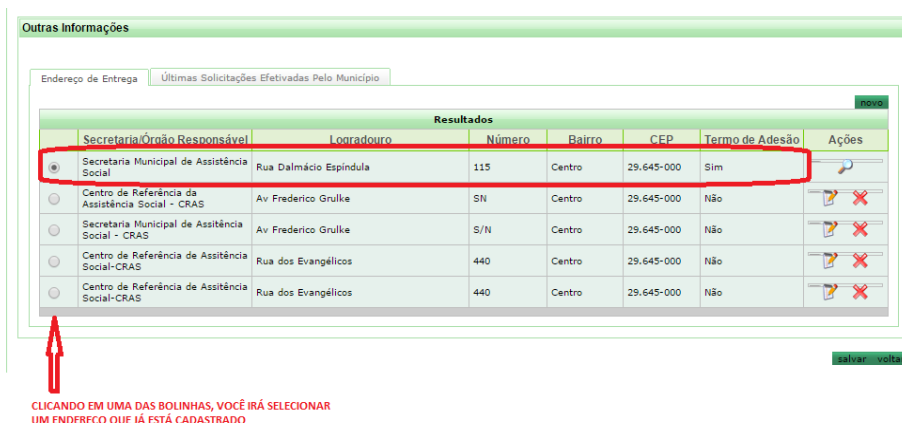 Outras Informações
Endereço de Entrega Últimas Solicitações Efetivadas Pelo Município
novo
Resultados
Secretaria/Órgão Responsável Logradouro Número Bairro CEP Termo de Adesão Ações
Secretaria Municipal de Assistência Social Rua Dalmácio Espindula 115 Centro 29.645-000 Sim
Centro de Referência da Assistência Social - CRAS Av Frederico Grulke SN Centro 29.645-000 Não
Secretaria Municipal de Assitência Social - CRAS Av Frederico Grulke S/N Centro 29.645-000 Não
Centro de Referência de Assitência Social-CRAS Rua dos Evangélicos 440 Centro 29.645-000 Não
Centro de Referência de Assitência Social-CRAS Rua dos Evangélicos 440 Centro 29.645-000 Não
salvar volta
CLICANDO EM UMA DAS BOLINHAS, VOCÊ IRÁ SELECIONAR
UM ENDEREÇO QUE JÁ ESTÁ CADASTRADO